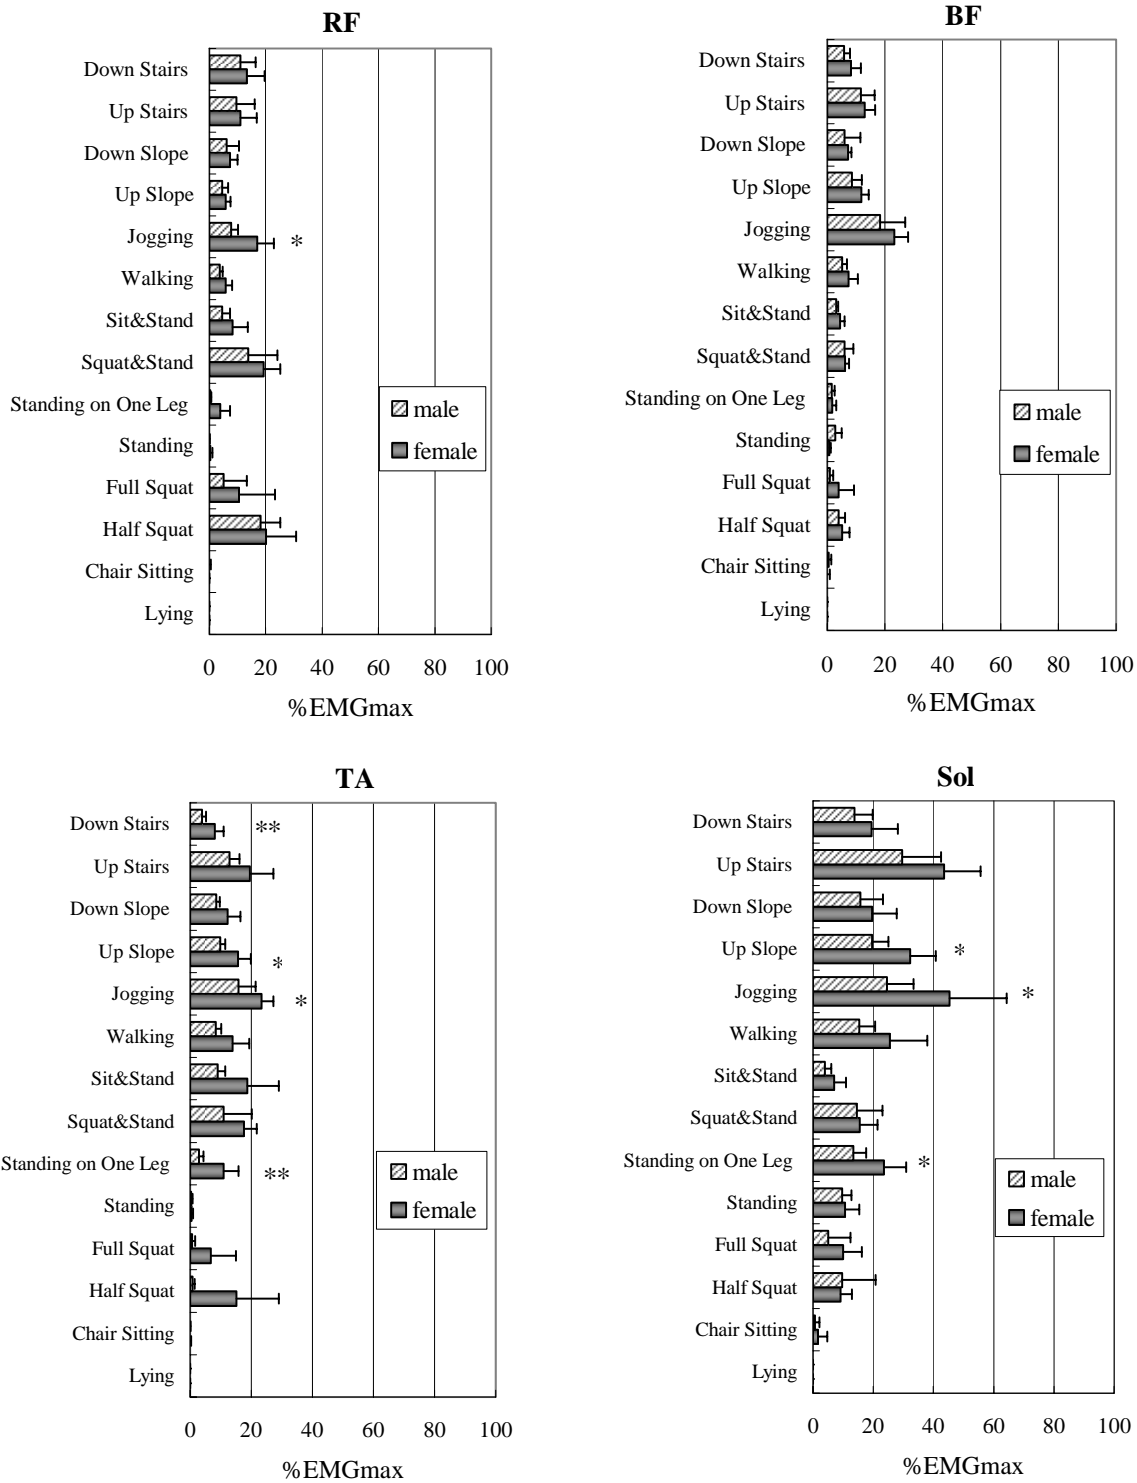 RF
Down Stairs
Up Stairs
Down Slope
Up Slope
Jogging
*
Walking
Sit&Stand
Squat&Stand
Standing on One Leg
Standing
Full Squat
Half Squat
Chair Sitting
Lying
male
female
0 20 40 60 80 100
%EMGmax
BF
Down Stairs
Up Stairs
Down Slope
Up Slope
Jogging
Walking
Sit&Stand
Squat&Stand
Standing on One Leg
Standing
Full Squat
Half Squat
Chair Sitting
Lying
male
female
0 20 40 60 80 100
%EMGmax
TA
Down Stairs
**
Up Stairs
Down Slope
Up Slope
*
Jogging
*
Walking
Sit&Stand
Squat&Stand
Standing on One Leg
**
Standing
Full Squat
Half Squat
Chair Sitting
Lying
male
female
0 20 40 60 80 100
%EMGmax
Sol
Down Stairs
Up Stairs
Down Slope
Up Slope
*
Jogging
*
Walking
Sit&Stand
Squat&Stand
Standing on One Leg
*
Standing
Full Squat
Half Squat
Chair Sitting
Lying
male
female
0 20 40 60 80 100
%EMGmax